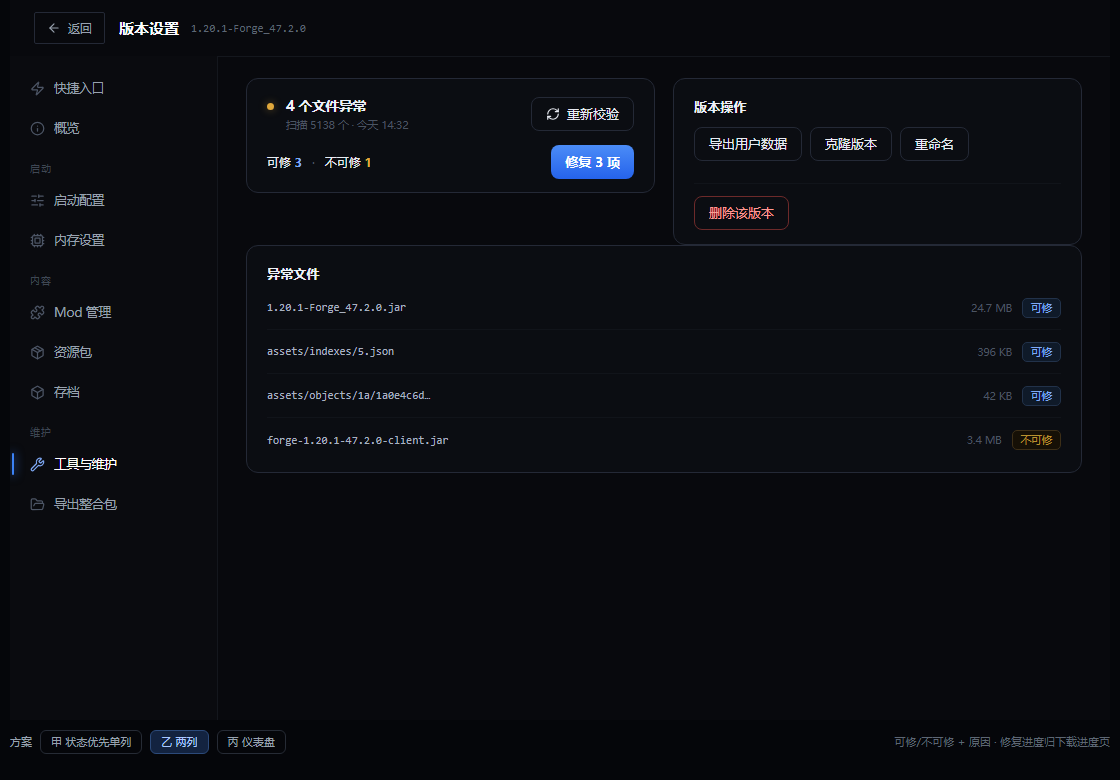 返回 版本设置 1.20.1-Forge_47.2.0
快捷入口
概览
启动
启动配置
内存设置
内容
Mod 管理
资源包
存档
维护
工具与维护
导出整合包
4 个文件异常
扫描 5138 个 · 今天 14:32
重新校验
可修 3 · 不可修 1
修复 3 项
版本操作
导出用户数据 克隆版本 重命名
删除该版本
异常文件
1.20.1-Forge_47.2.0.jar 24.7 MB 可修
assets/indexes/5.json 396 KB 可修
assets/objects/1a/1a0e4c6d… 42 KB 可修
forge-1.20.1-47.2.0-client.jar 3.4 MB 不可修
方案 甲 状态优先单列 乙 两列 丙 仪表盘
可修/不可修 + 原因 · 修复进度归下载进度页